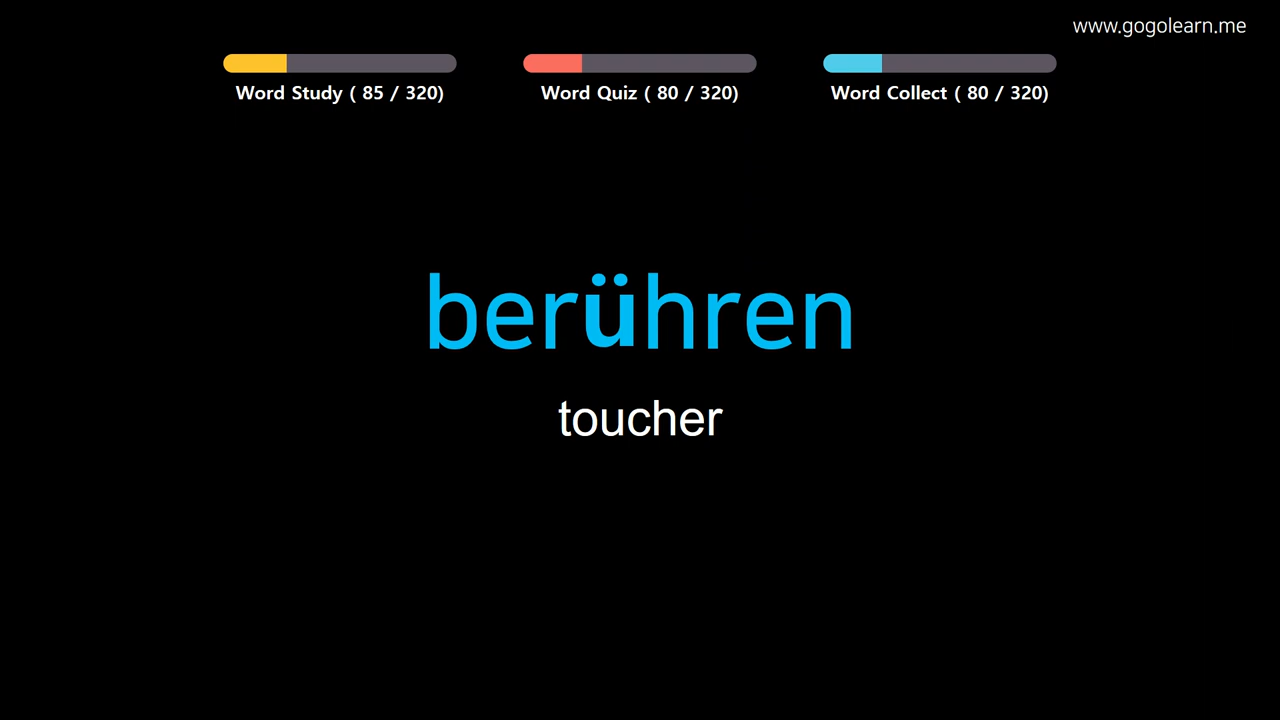 www.gogolearn.me
Word Study ( 85 / 320)
Word Quiz ( 80 / 320)
Word Collect ( 80 / 320)
berühren
toucher